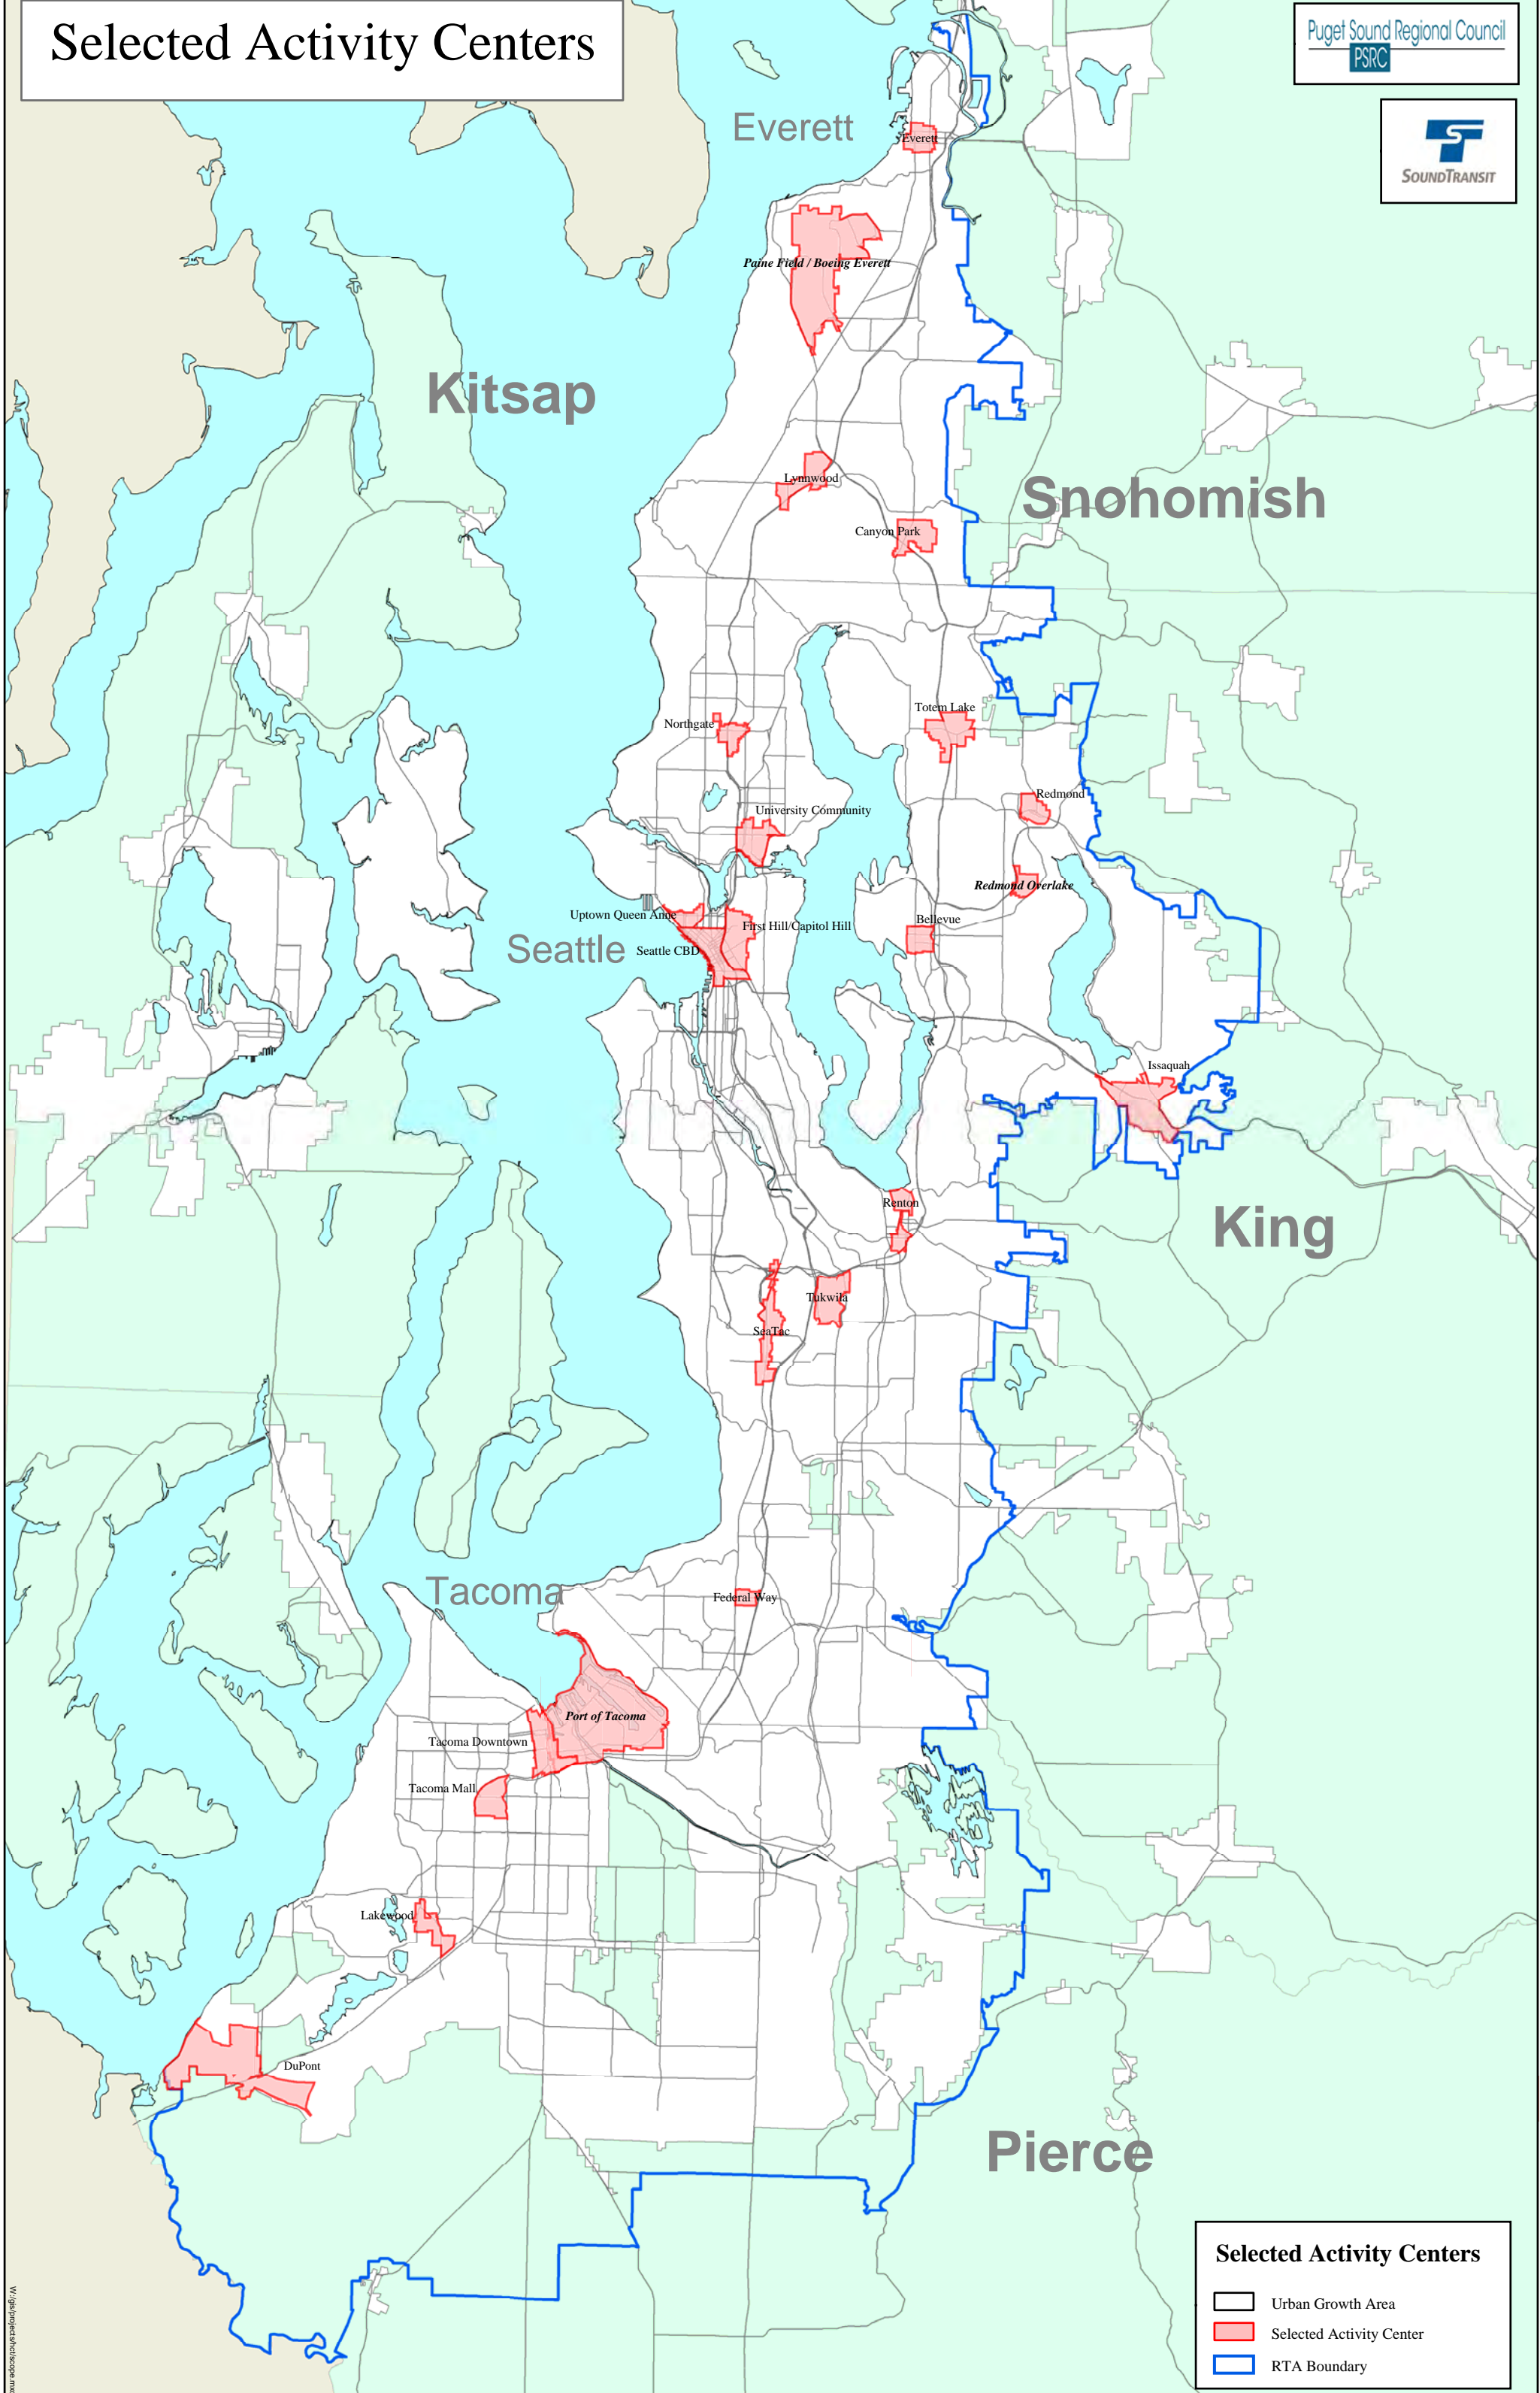 Selected Activity Centers
Puget Sound Regional Council
PSRC
SOUNDTRANSIT
Everett
Everett
Paine Field / Boeing Everett
Kitsap
Lynnwood
Snohomish
Canyon Park
Totem Lake
Northgate
Redmond
University Community
Redmond Overlake
Uptown Queen Anne
Bellevue
First Hill/Capitol Hill
Seattle
Seattle CBD
Issaquah
Renton
King
Tukwila
SeaTac
Tacoma
Federal Way
Port of Tacoma
Tacoma Downtown
Tacoma Mall
Lakewood
DuPont
Pierce
Selected Activity Centers
Urban Growth Area
Selected Activity Center
RTA Boundary